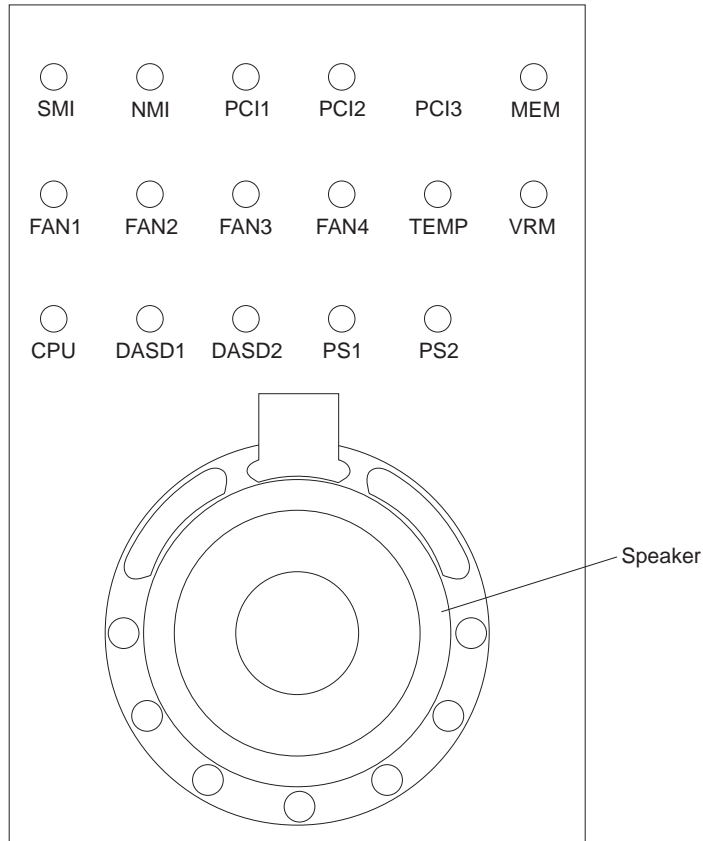 SMI NMI PCI1 PCI2 PCI3 MEM
FAN1 FAN2 FAN3 FAN4 TEMP VRM
CPU DASD1 DASD2 PS1 PS2
Speaker